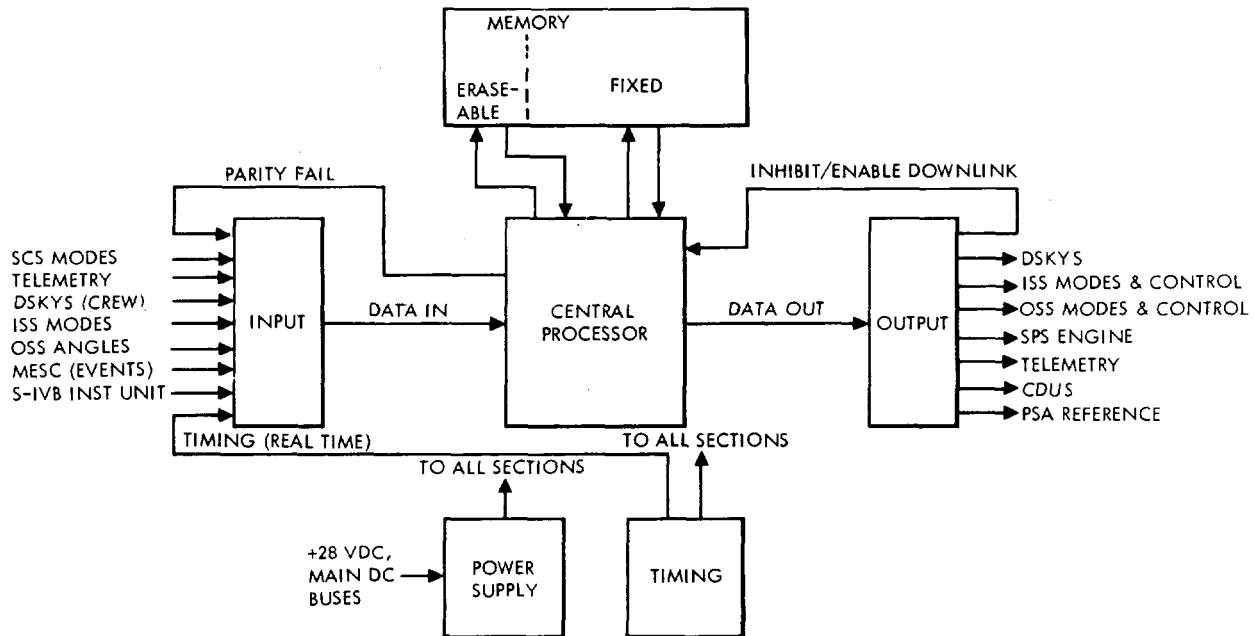 MEMORY
ERASE-
ABLE
FIXED
PARITY FAIL
INHIBIT/ENABLE DOWNLINK
SCS MODES
TELEMETRY
DSKYS (CREW)
ISS MODES
OSS ANGLES
MESC (EVENTS)
S-IVB INST UNIT
INPUT
DATA IN
CENTRAL
PROCESSOR
DATA OUT
OUTPUT
DSKYS
ISS MODES & CONTROL
OSS MODES & CONTROL
SPS ENGINE
TELEMETRY
CDUS
PSA REFERENCE
TIMING (REAL TIME)
TO ALL SECTIONS
TO ALL SECTIONS
+28 VDC,
MAIN DC
BUSES
POWER
SUPPLY
TIMING